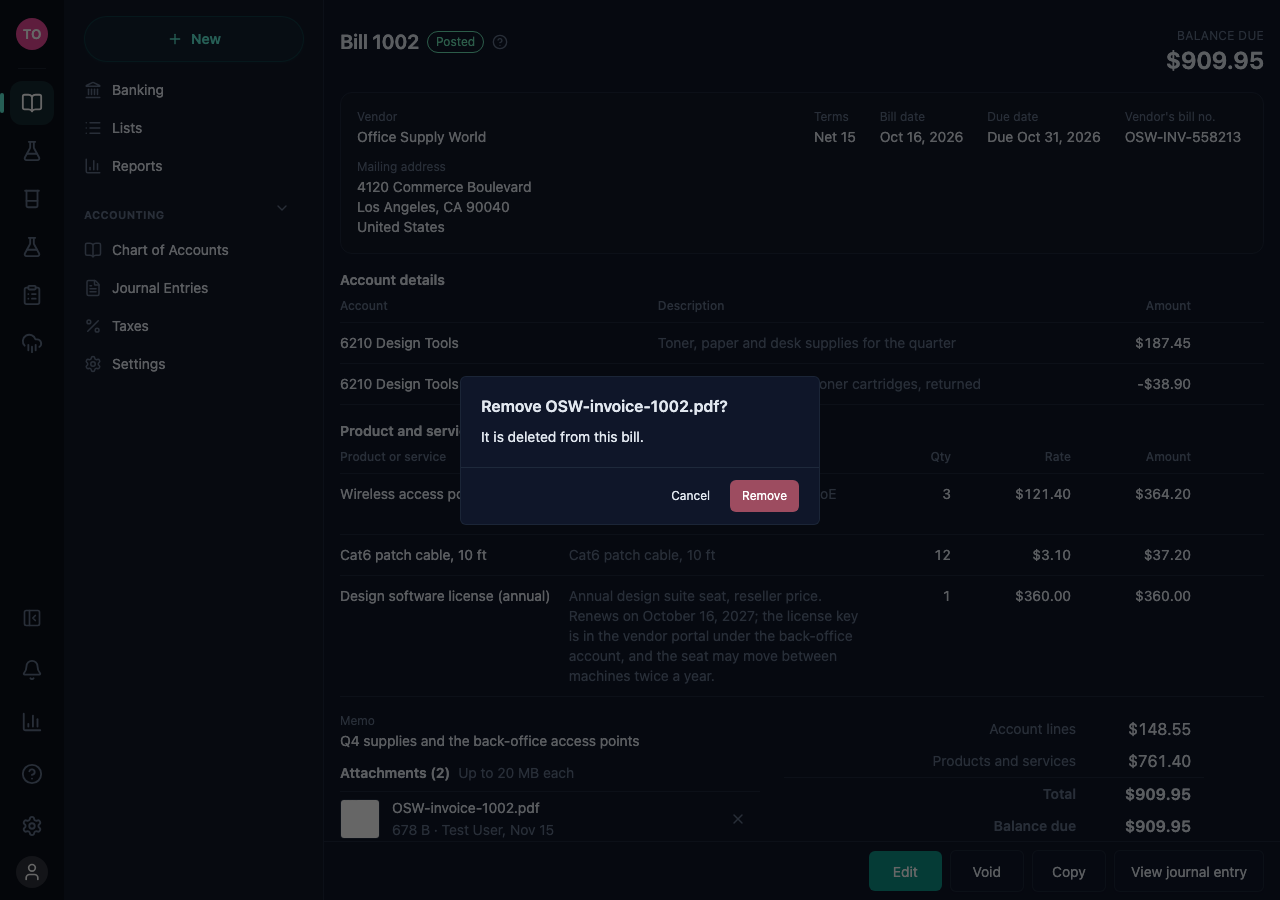 TO
New
Banking
Lists
Reports
ACCOUNTING
Chart of Accounts
Journal Entries
Taxes
Settings
Bill 1002 Posted
BALANCE DUE
$909.95
Vendor
Office Supply World
Mailing address
4120 Commerce Boulevard
Los Angeles, CA 90040
United States
Terms Bill date Due date Vendor's bill no.
Net 15 Oct 16, 2026 Due Oct 31, 2026 OSW-INV-558213
Account details
Account Description Amount
6210 Design Tools Toner, paper and desk supplies for the quarter $187.45
6210 Design Tools cartridges, returned -$38.90
Remove OSW-invoice-1002.pdf?
It is deleted from this bill.
Cancel Remove
Product and
Product or service Qty Rate Amount
Wireless access 3 $121.40 $364.20
Cat6 patch cable, 10 ft Cat6 patch cable, 10 ft 12 $3.10 $37.20
Design software license (annual) Annual design suite seat, reseller price. 1 $360.00 $360.00
Renews on October 16, 2027; the license key
is in the vendor portal under the back-office
account, and the seat may move between
machines twice a year.
Memo
Q4 supplies and the back-office access points
Attachments (2) Up to 20 MB each
OSW-invoice-1002.pdf
678 B · Test User, Nov 15
Account lines $148.55
Products and services $761.40
Total $909.95
Balance due $909.95
Edit Void Copy View journal entry